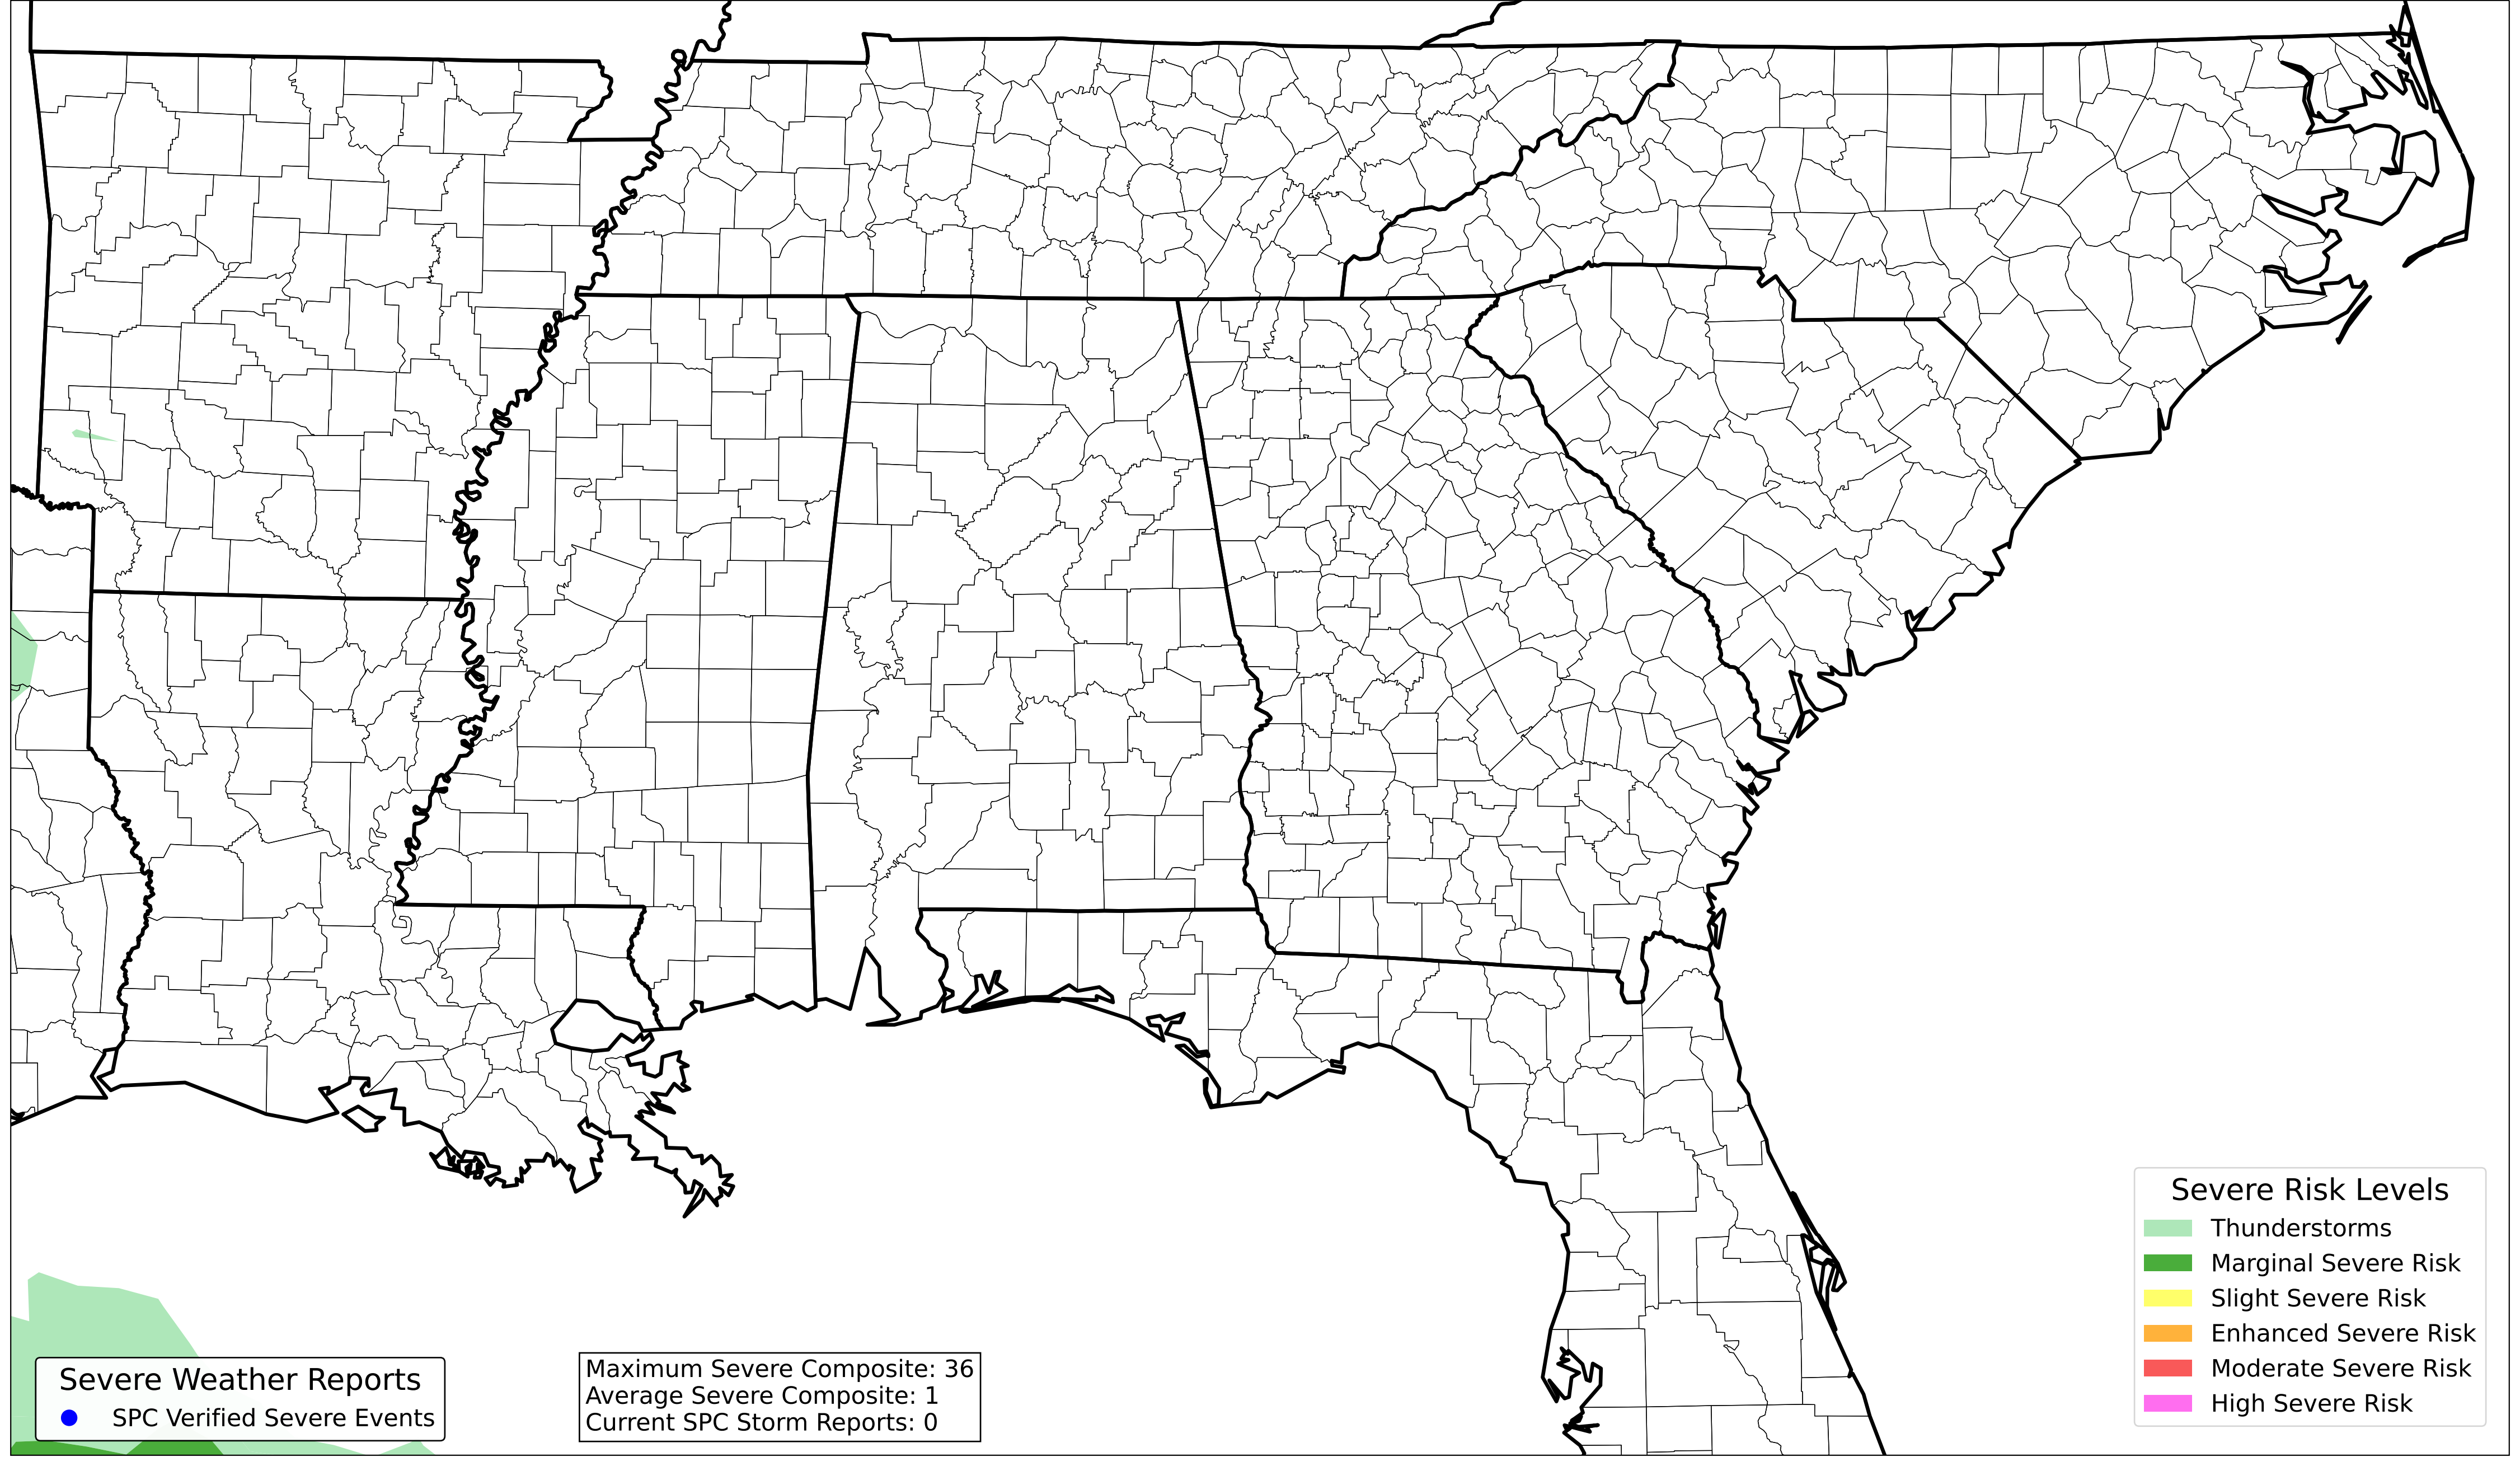 Severe Risk Levels
Thunderstorms
Marginal Severe Risk
Slight Severe Risk
Enhanced Severe Risk
Moderate Severe Risk
High Severe Risk
Severe Weather Reports
SPC Verified Severe Events
Maximum Severe Composite: 36
Average Severe Composite: 1
Current SPC Storm Reports: 0